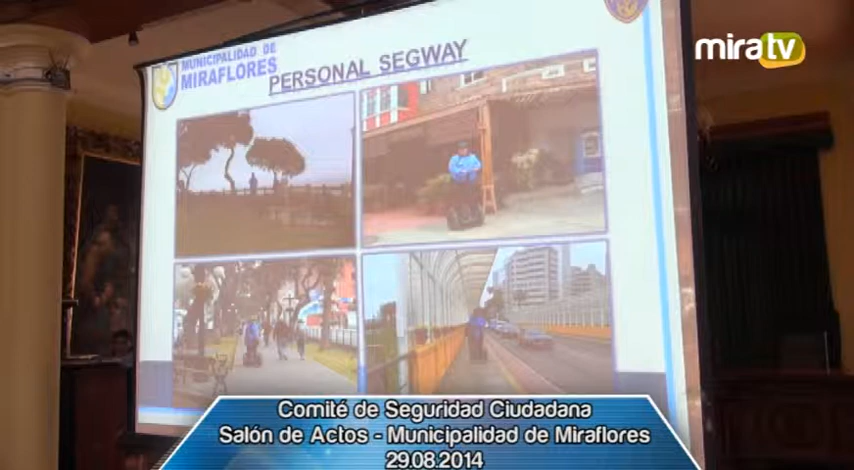 miratv
MUNICIPALIDAD DE
MIRAFLORES
PERSONAL SEGWAY
Comité de Seguridad Ciudadana
Salón de Actos - Municipalidad de Miraflores
29.08.2014